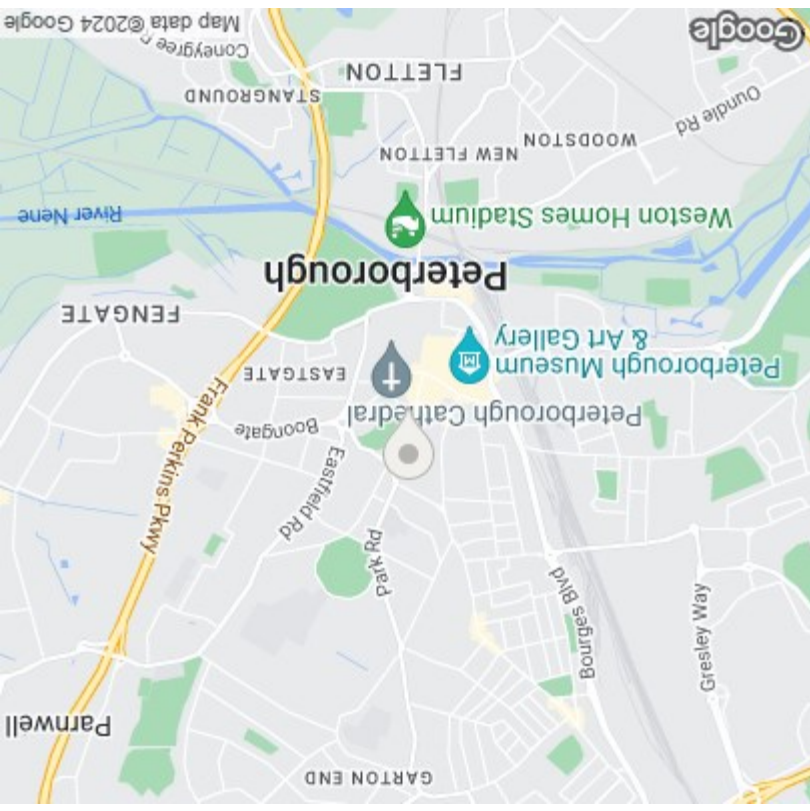 GARTON END
Parnwell
Gresley Way
Bourges Blvd
Park Rd
Eastfield Rd
Frank Perkins Pkwy
Boongate
Peterborough Cathedral
EASTGATE
Peterborough Museum
& Art Gallery
FENGATE
Peterborough
Weston Homes Stadium
River Nene
NEW FLETTON
WOODSTON
Oundle Rd
STANGROUND
FLETTON
Coneygree
Google
Map data ©2024 Google